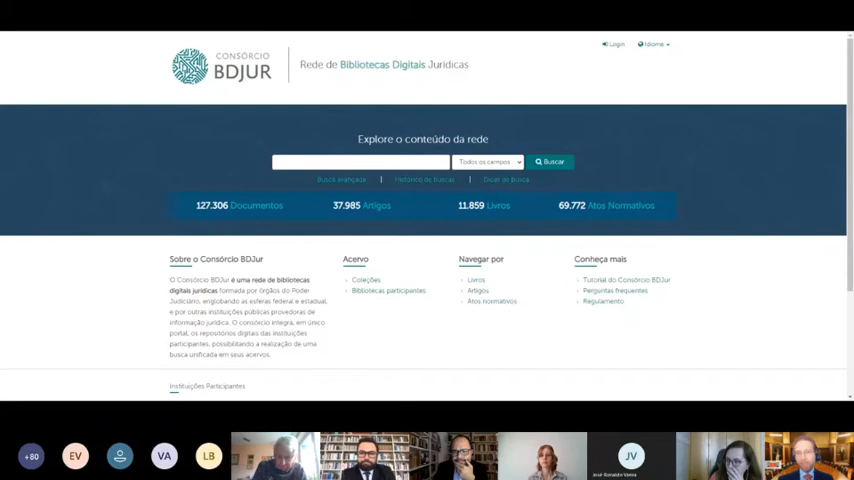 Login
Idioma
CONSÓRCIO
BDJUR
Rede de Bibliotecas Digitais Jurídicas
Explore o conteúdo da rede
Todos os campos
Buscar
Busca avançada | Histórico de buscas | Dicas de busca
127.306 Documentos
37.985 Artigos
11.859 Livros
69.772 Atos Normativos
Sobre o Consórcio BDJur
O Consórcio BDJur é uma rede de bibliotecas
digitais jurídicas formada por órgãos do Poder
Judiciário, englobando as esferas federal e estadual,
e por outras instituições públicas provedoras de
informação jurídica. O consórcio integra, em único
portal, os repositórios digitais das instituições
participantes, possibilitando a realização de uma
busca unificada em seus acervos.
Acervo
Coleções
Bibliotecas participantes
Navegar por
Livros
Artigos
Atos normativos
Conheça mais
Tutorial do Consórcio BDJur
Perguntas frequentes
Regulamento
Instituições Participantes
+80
EV
VA
LB
JV
José Ronaldo Vieira